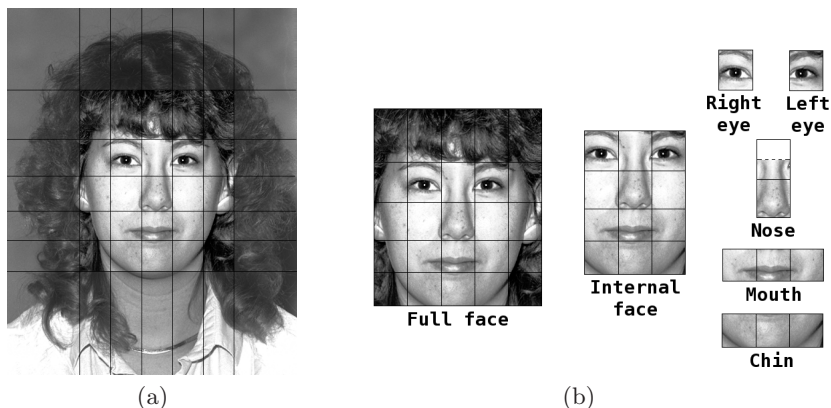 Right
eye
Left
eye
Nose
Mouth
Chin
Full face
Internal
face
(a)
(b)